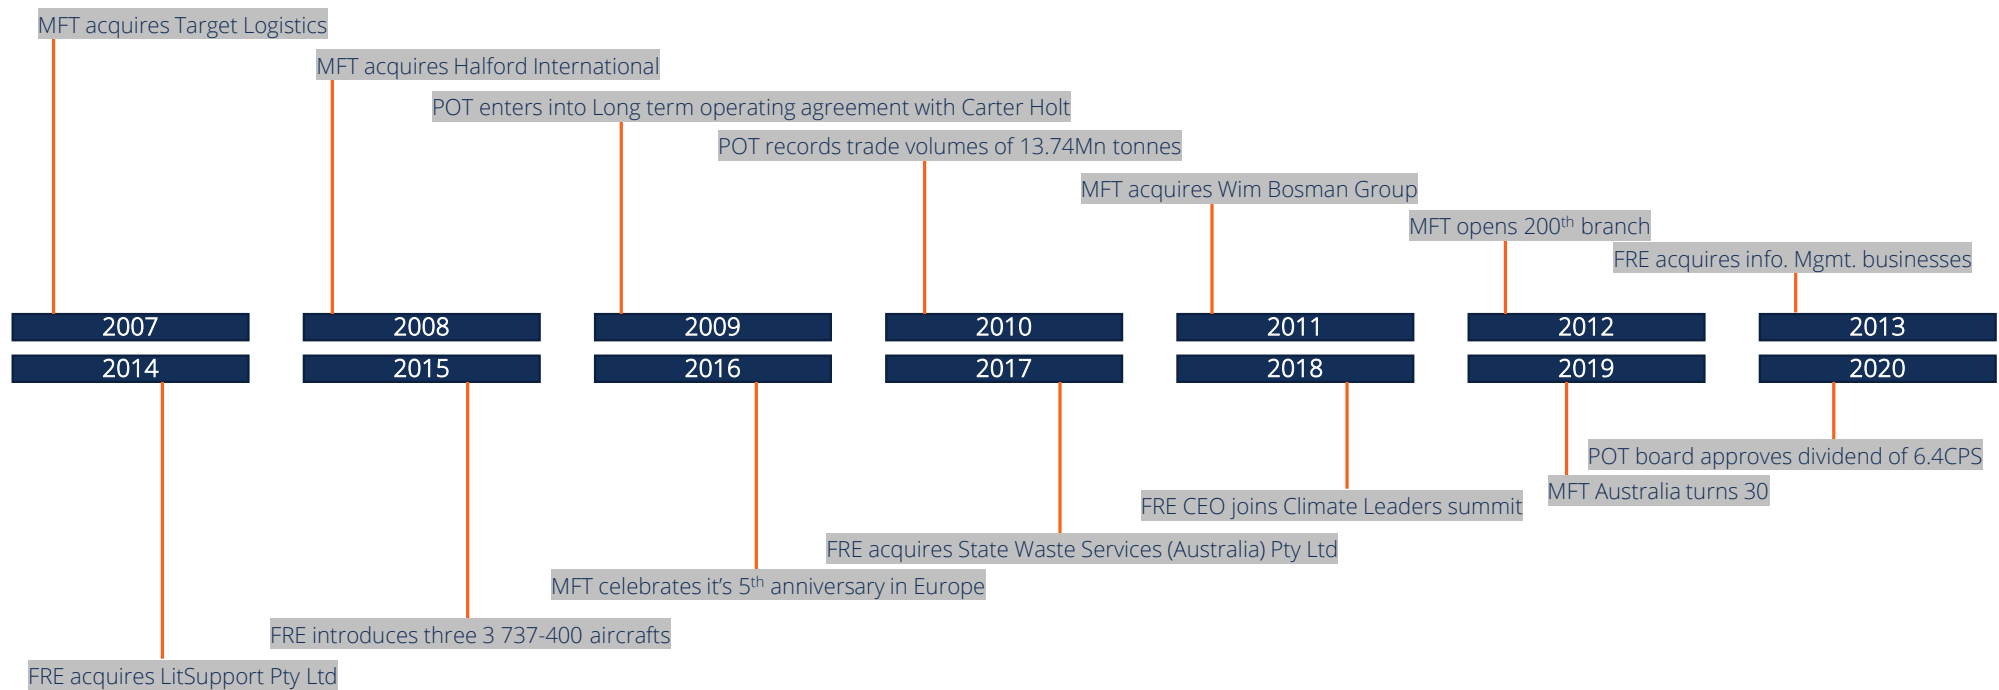 MFT acquires Target Logistics
MFT acquires Halford International
POT enters into Long term operating agreement with Carter Holt
POT records trade volumes of 13.74Mn tonnes
MFT acquires Wim Bosman Group
MFT opens 200th branch
FRE acquires info. Mgmt. businesses
2007 2008 2009 2010 2011 2012 2013
2014 2015 2016 2017 2018 2019 2020
POT board approves dividend of 6.4CPS
MFT Australia turns 30
FRE CEO joins Climate Leaders summit
FRE acquires State Waste Services (Australia) Pty Ltd
MFT celebrates it’s 5th anniversary in Europe
FRE introduces three 3 737-400 aircrafts
FRE acquires LitSupport Pty Ltd